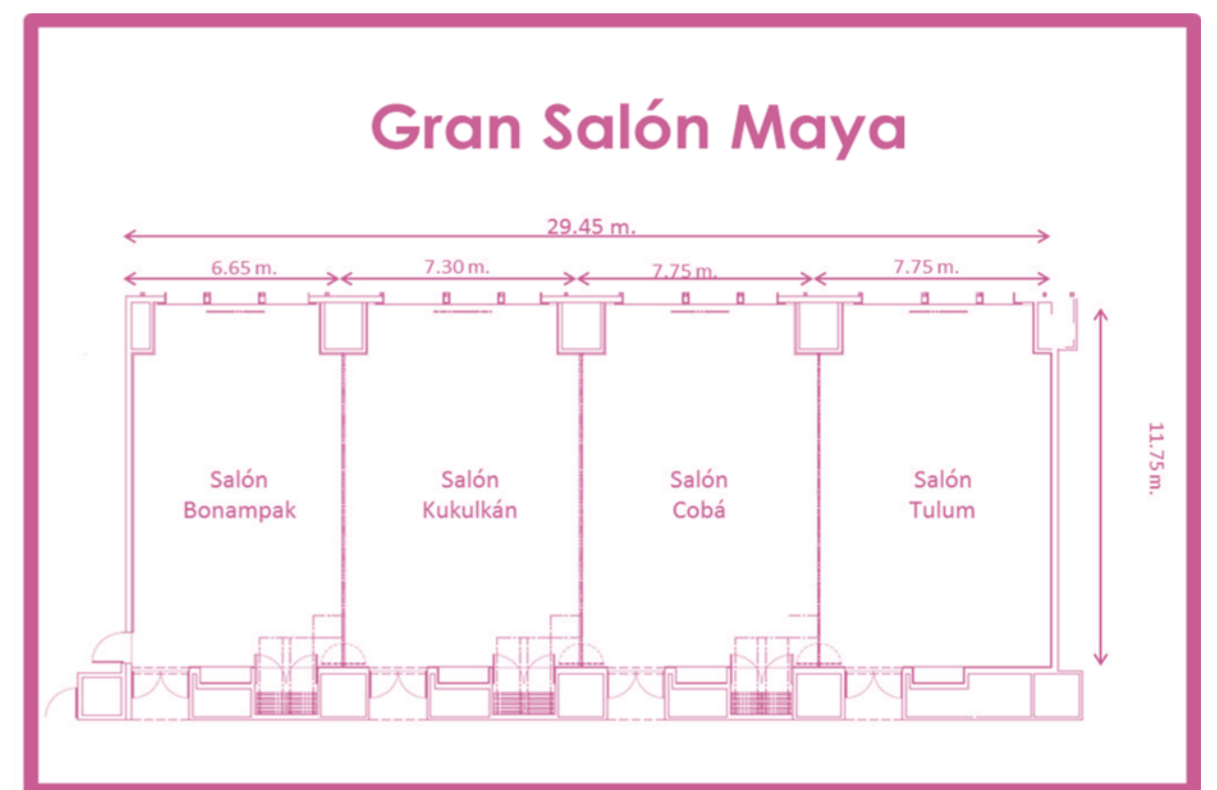 Gran Salón Maya
29.45 m.
6.65 m.
7.30 m.
7.75 m.
7.75 m.
11.75 m.
Salón
Bonampak
Salón
Kukulkán
Salón
Cobá
Salón
Tulum